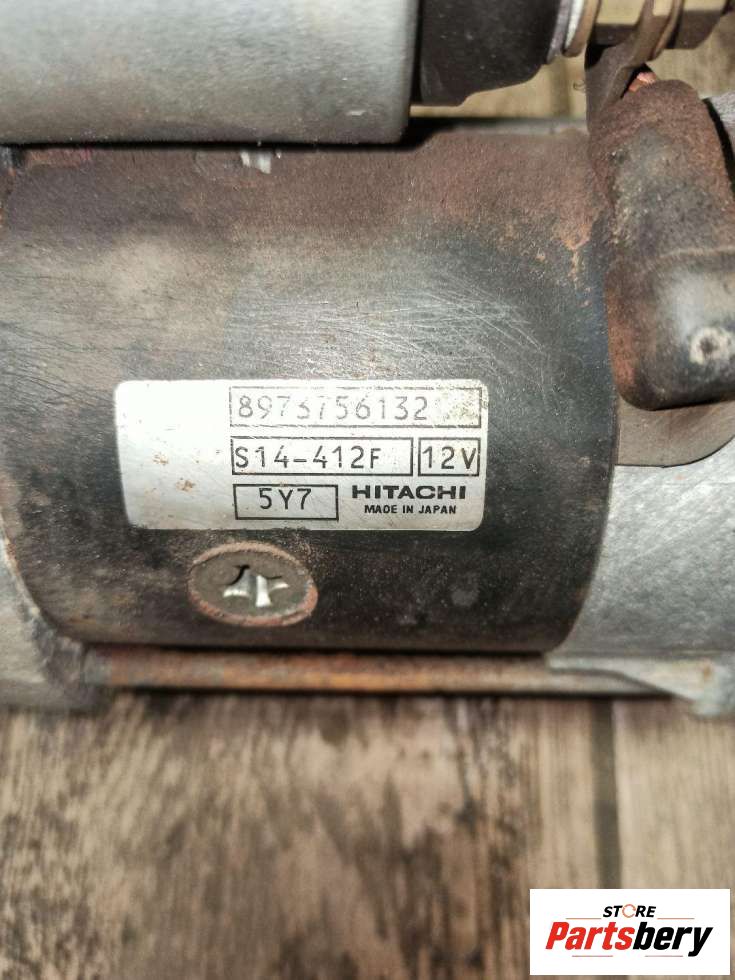 8973756132
S14-412F 12V
5Y7 HITACHI
MADE IN JAPAN
STORE
Partsbery